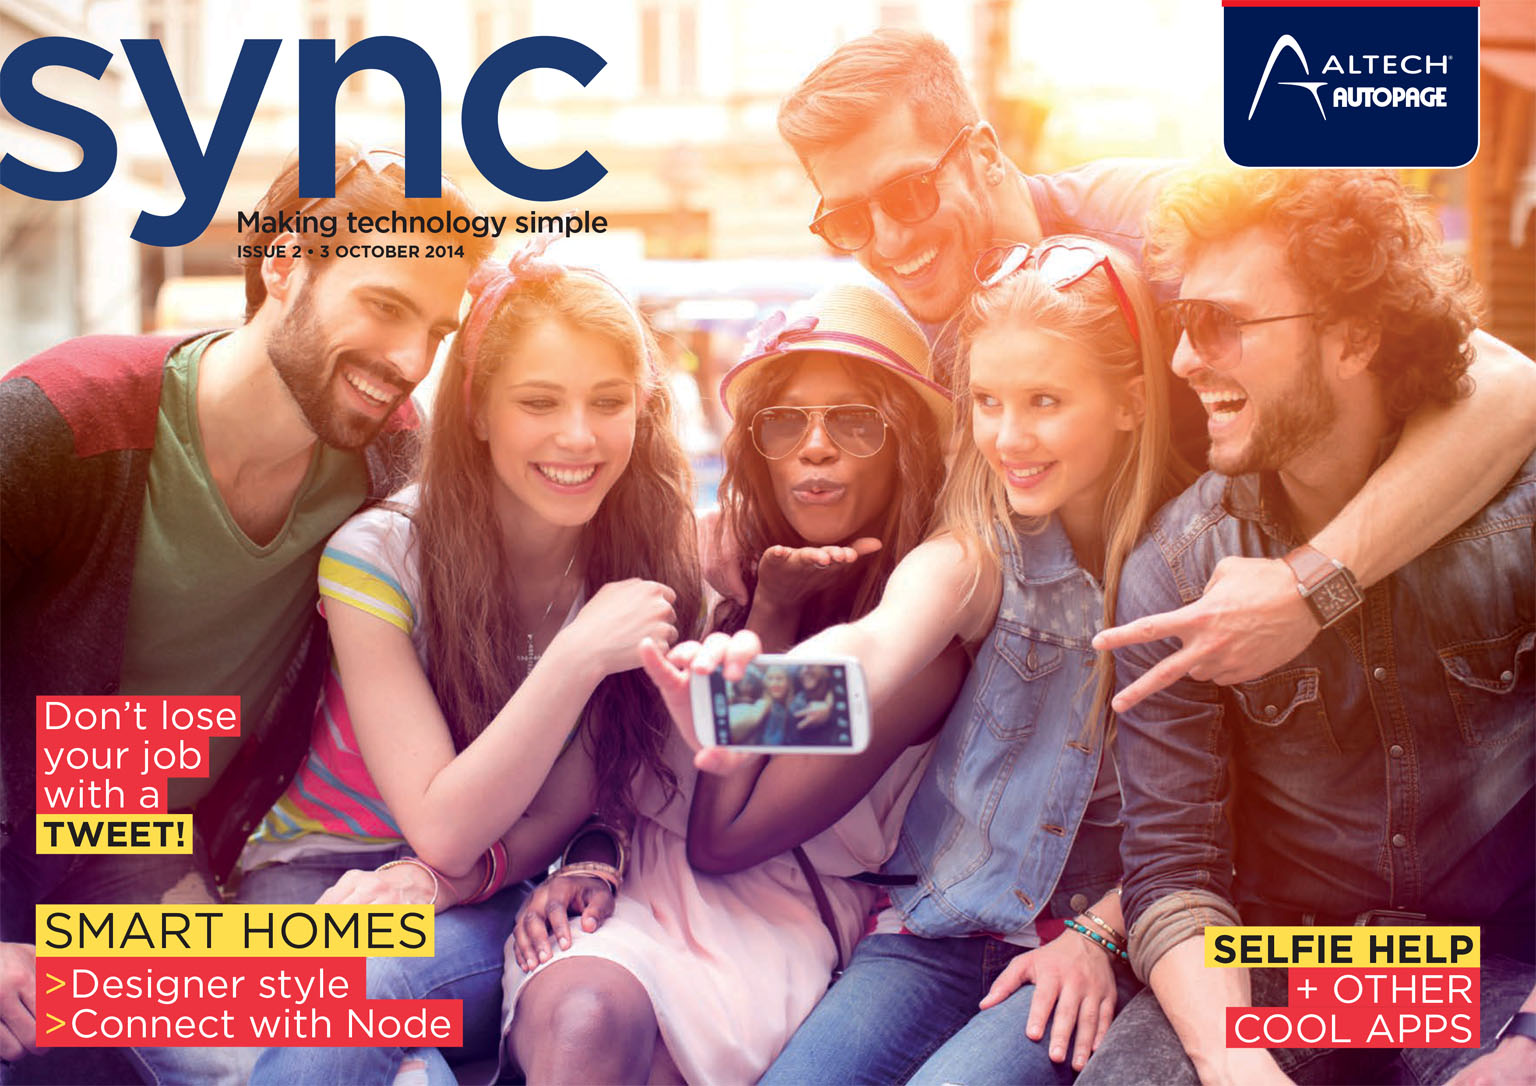 sync
Making technology simple
ISSUE 2 • 3 OCTOBER 2014
ALTECH®
AUTOPAGE
Don't lose
your job
with a
TWEET!
SMART HOMES
>Designer style
>Connect with Node
SELFIE HELP
+ OTHER
COOL APPS